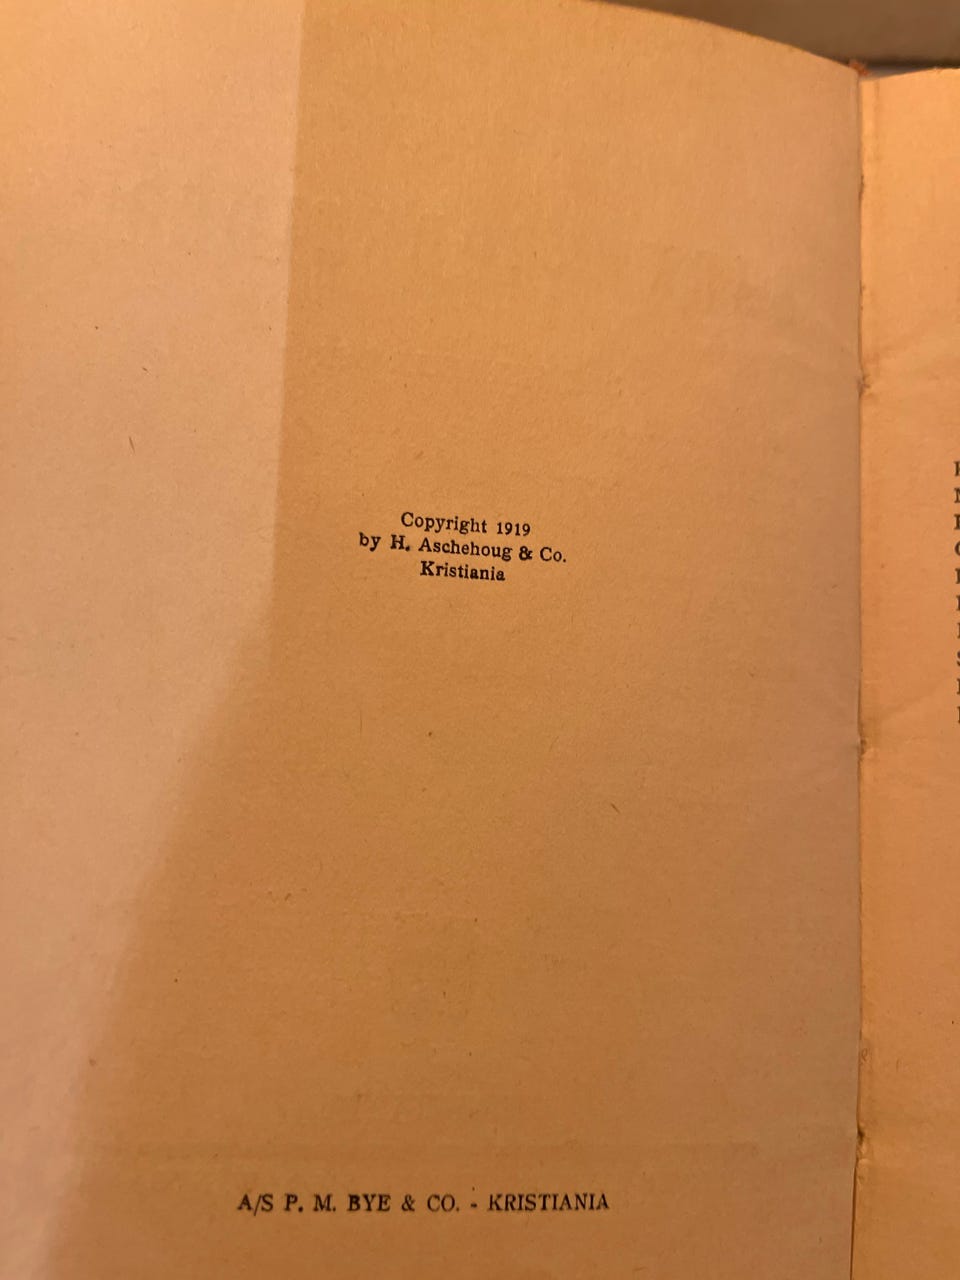 Copyright 1919
by H. Aschehoug & Co.
Kristiania
A/S P. M. BYE & CO. - KRISTIANIA